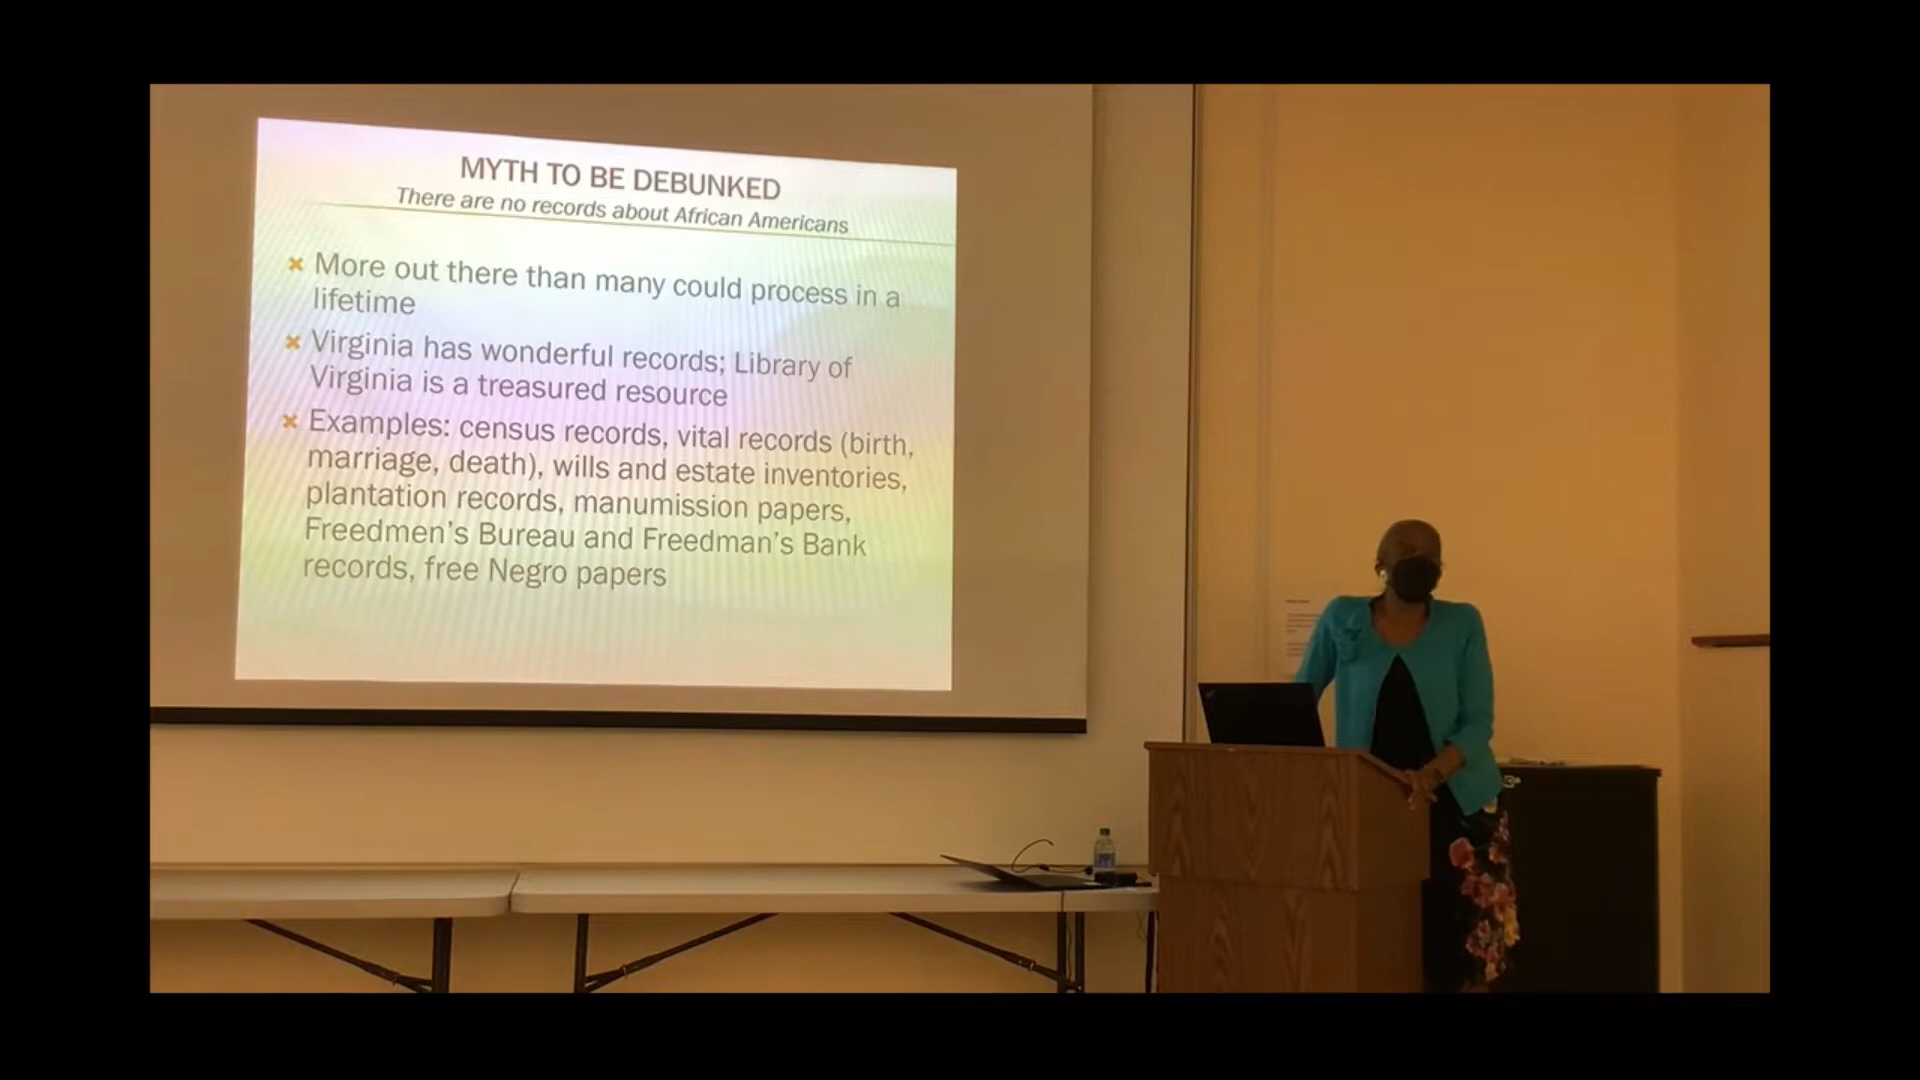 MYTH TO BE DEBUNKED
There are no records about African Americans
More out there than many could process in a
lifetime
Virginia has wonderful records; Library of
Virginia is a treasured resource
Examples: census records, vital records (birth,
marriage, death), wills and estate inventories,
plantation records, manumission papers,
Freedmen's Bureau and Freedman's Bank
records, free Negro papers